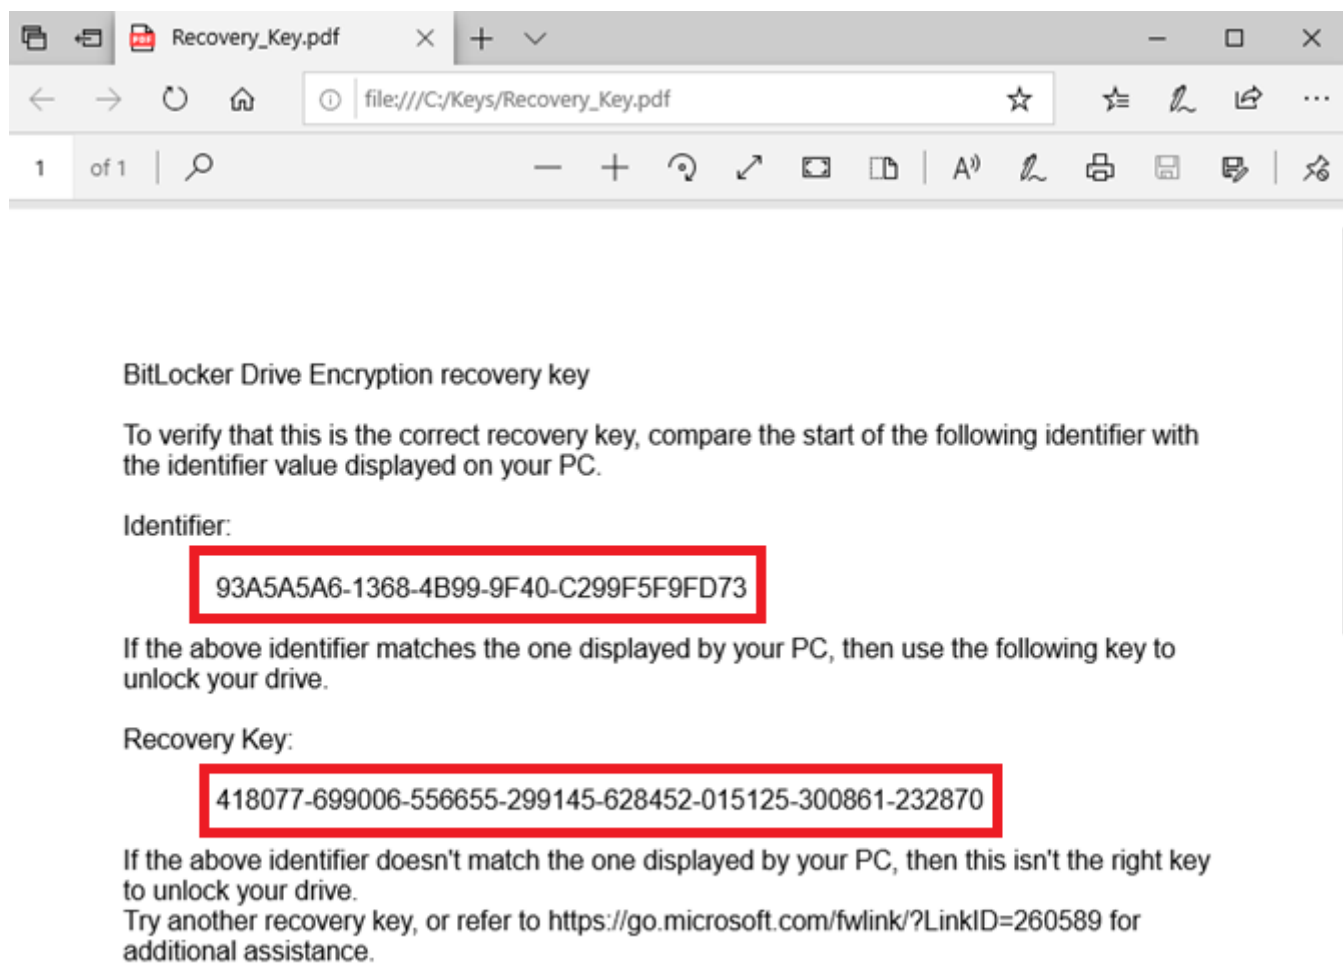 Recovery_Key.pdf
file:///C:/Keys/Recovery_Key.pdf
1 of 1
BitLocker Drive Encryption recovery key
To verify that this is the correct recovery key, compare the start of the following identifier with
the identifier value displayed on your PC.
Identifier:
93A5A5A6-1368-4B99-9F40-C299F5F9FD73
If the above identifier matches the one displayed by your PC, then use the following key to
unlock your drive.
Recovery Key:
418077-699006-556655-299145-628452-015125-300861-232870
If the above identifier doesn't match the one displayed by your PC, then this isn't the right key
to unlock your drive.
Try another recovery key, or refer to https://go.microsoft.com/fwlink/?LinkID=260589 for
additional assistance.